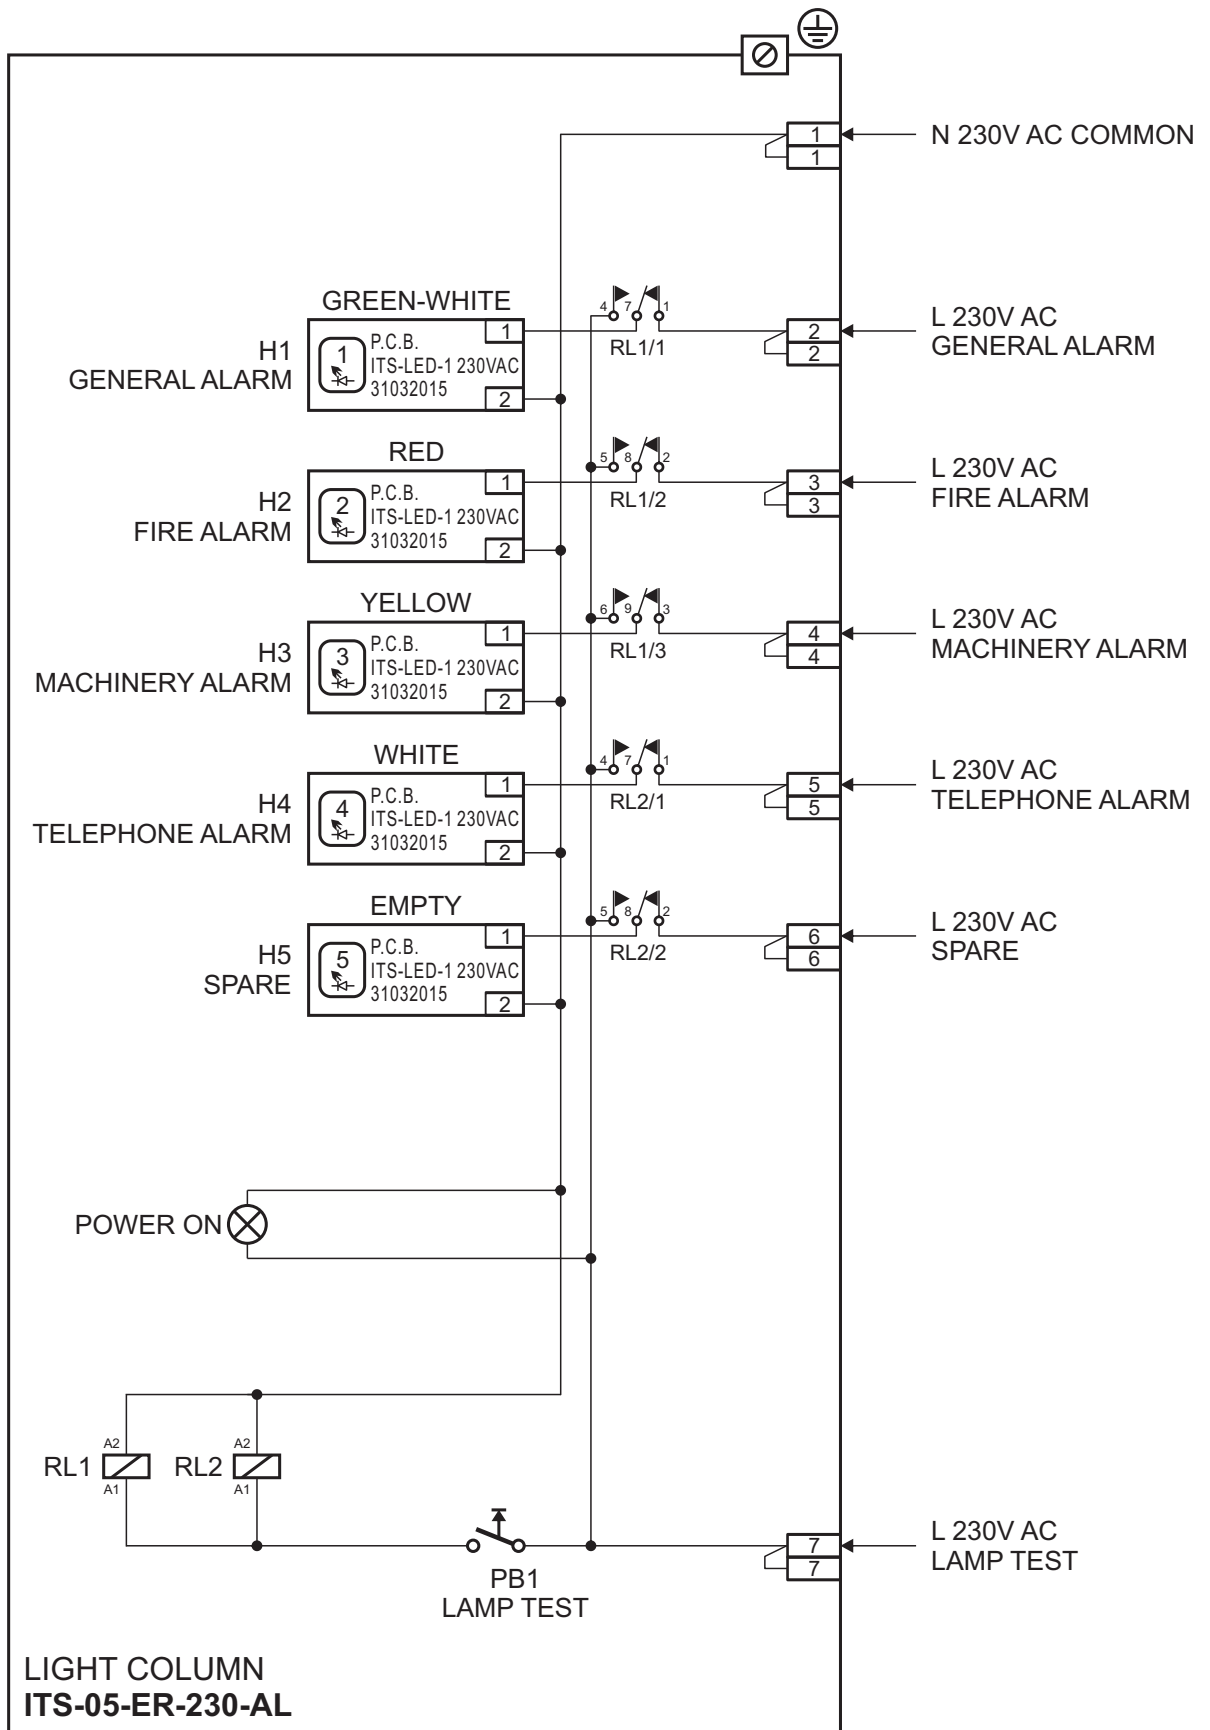 1
1
N 230V AC COMMON
GREEN-WHITE
H1
GENERAL ALARM
1
P.C.B.
ITS-LED-1 230VAC
31032015
1
2
4 7 1
RL1/1
2
2
L 230V AC
GENERAL ALARM
RED
H2
FIRE ALARM
2
P.C.B.
ITS-LED-1 230VAC
31032015
1
2
5 8 2
RL1/2
3
3
L 230V AC
FIRE ALARM
YELLOW
H3
MACHINERY ALARM
3
P.C.B.
ITS-LED-1 230VAC
31032015
1
2
6 9 3
RL1/3
4
4
L 230V AC
MACHINERY ALARM
WHITE
H4
TELEPHONE ALARM
4
P.C.B.
ITS-LED-1 230VAC
31032015
1
2
4 7 1
RL2/1
5
5
L 230V AC
TELEPHONE ALARM
EMPTY
H5
SPARE
5
P.C.B.
ITS-LED-1 230VAC
31032015
1
2
5 8 2
RL2/2
6
6
L 230V AC
SPARE
POWER ON
A2
RL1
A1
A2
RL2
A1
PB1
LAMP TEST
7
7
L 230V AC
LAMP TEST
LIGHT COLUMN
ITS-05-ER-230-AL